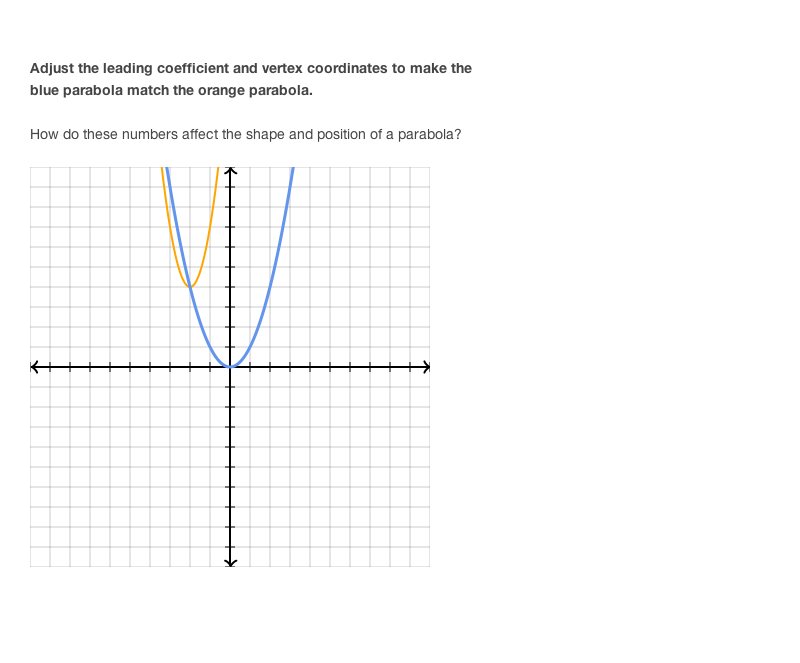 Adjust the leading coefficient and vertex coordinates to make the
blue parabola match the orange parabola.
How do these numbers affect the shape and position of a parabola?